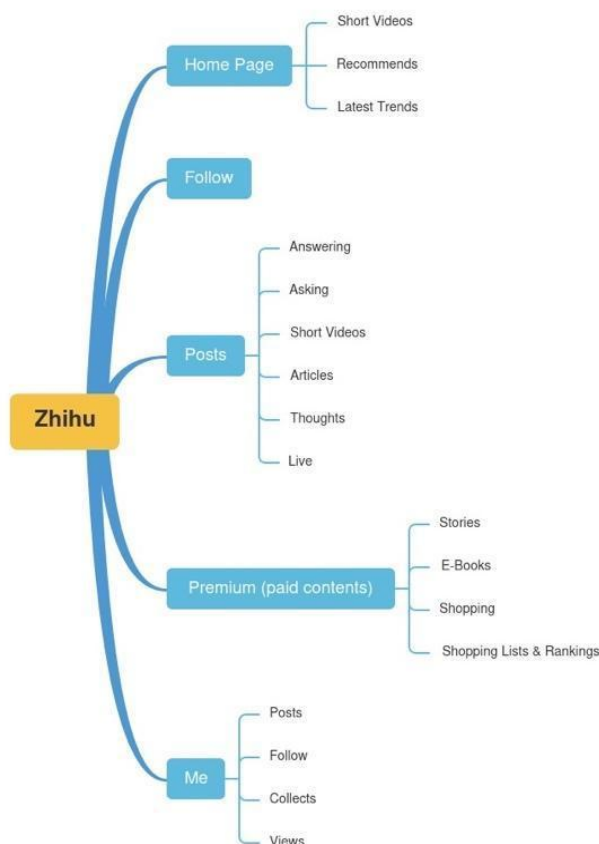 Zhihu
Home Page
Short Videos
Recommends
Latest Trends
Follow
Posts
Answering
Asking
Short Videos
Articles
Thoughts
Live
Premium (paid contents)
Stories
E-Books
Shopping
Shopping Lists & Rankings
Me
Posts
Follow
Collects
Views